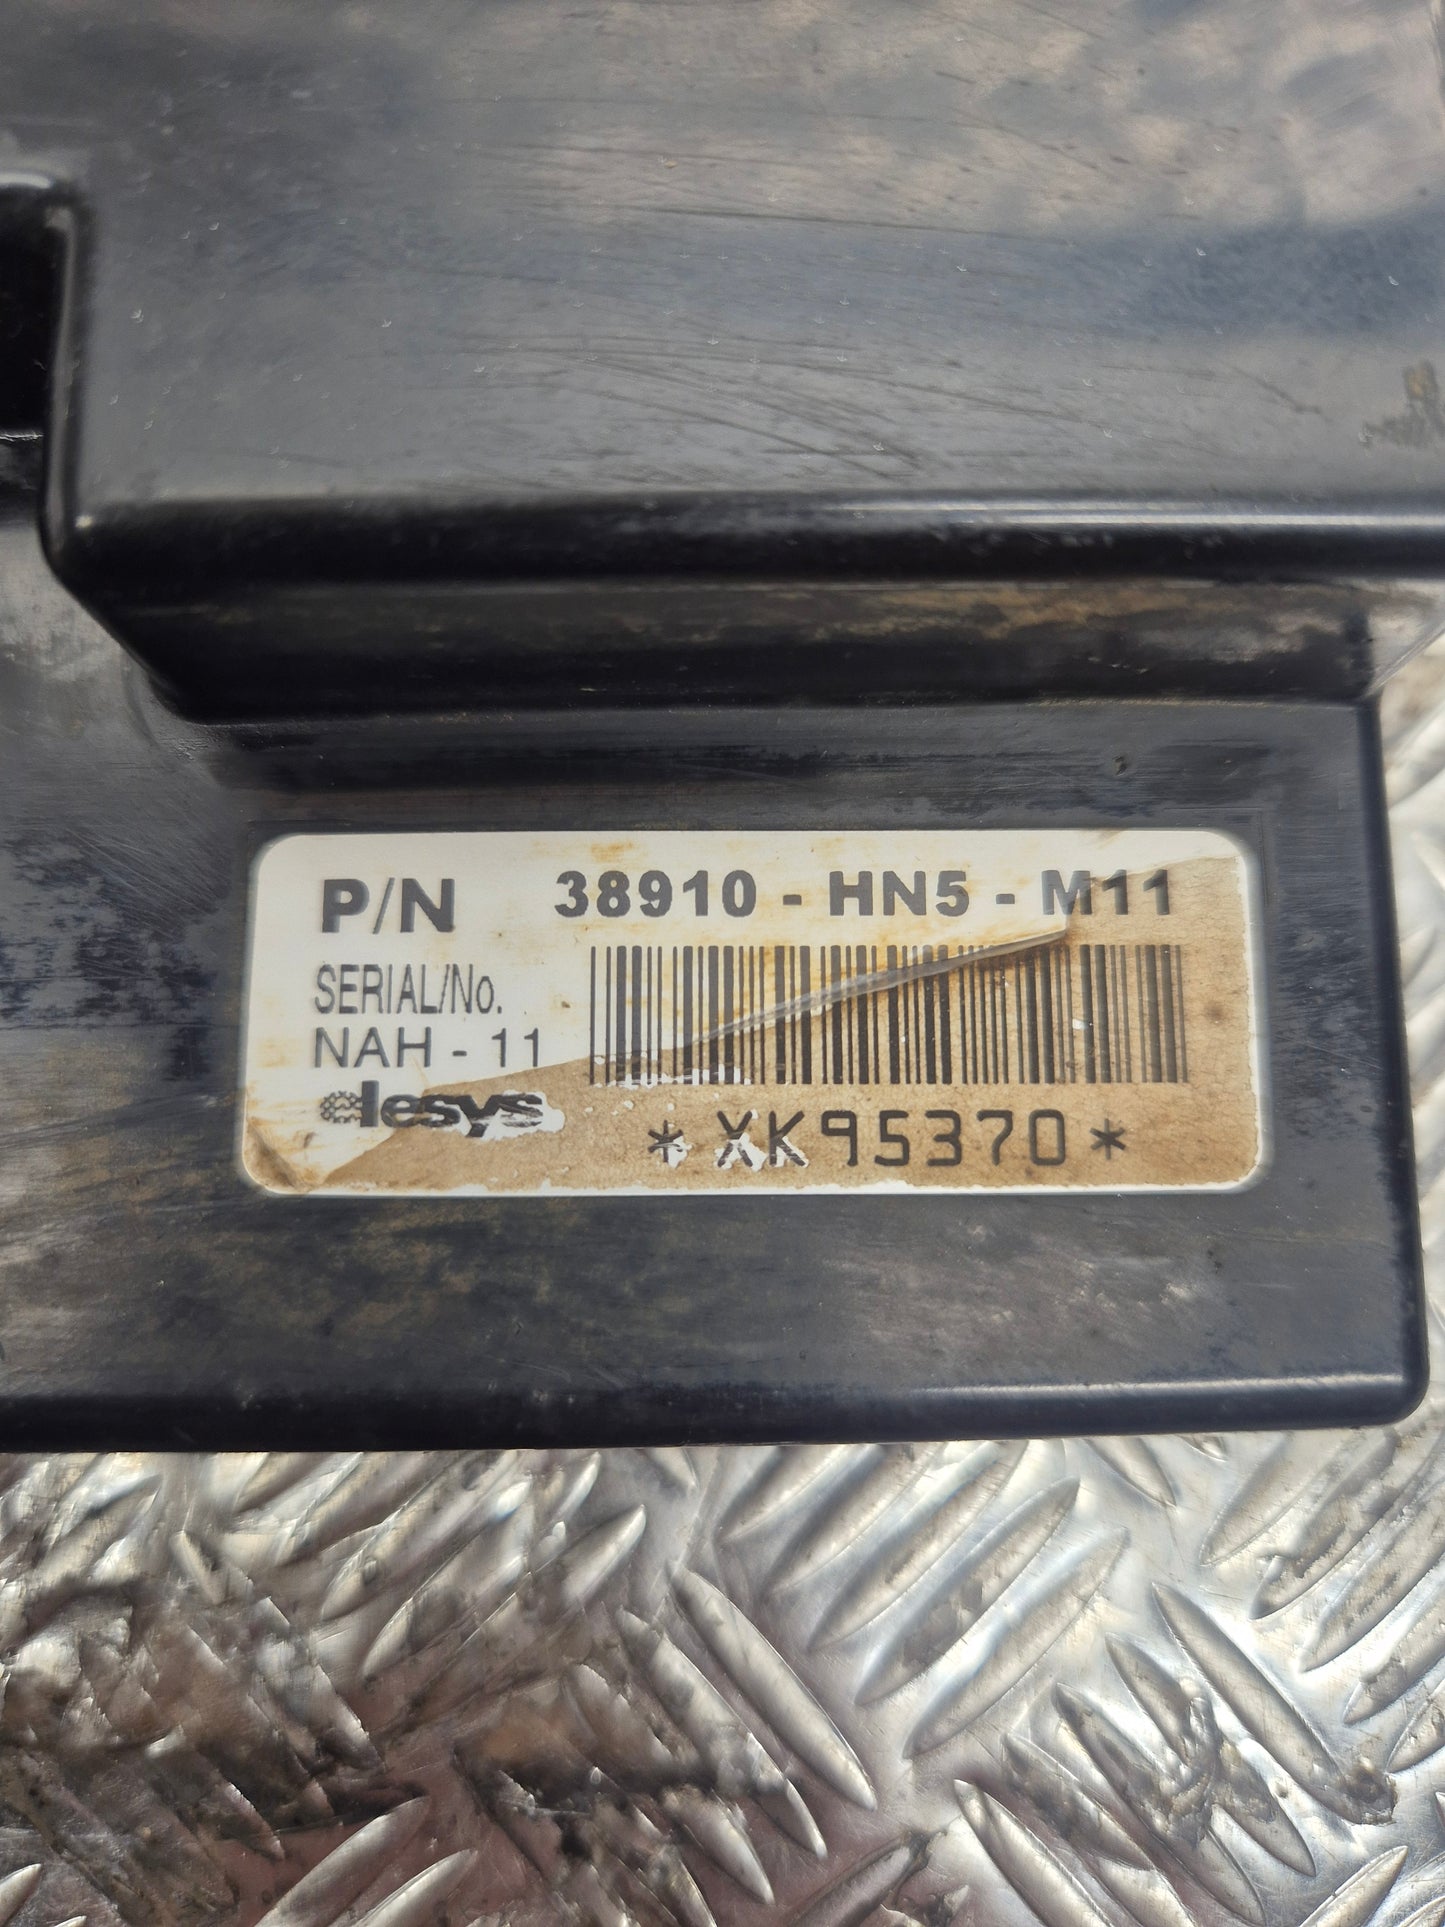 P/N 38910 - HN5 - M11
SERIAL/No.
NAH - 11
elesys
*XK95370*